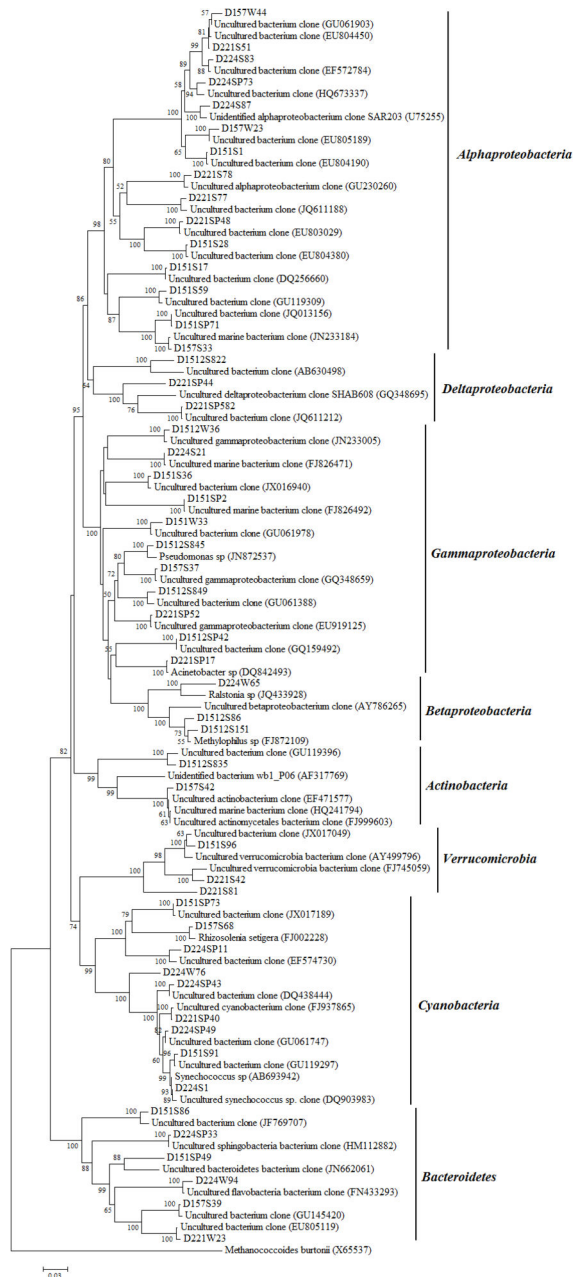 D157W44
Uncultured bacterium clone (GU061903)
Uncultured bacterium clone (EU804450)
D221S51
D224S83
Uncultured bacterium clone (EF572784)
D224SP73
Uncultured bacterium clone (HQ673337)
D224S87
Unidentified alphaproteobacterium clone SAR203 (U75255)
D157W23
Uncultured bacterium clone (EU805189)
D151S1
Uncultured bacterium clone (EU804190)
Alphaproteobacteria
D221S78
Uncultured alphaproteobacterium clone (GU230260)
D221S77
Uncultured bacterium clone (JQ611188)
D221SP48
Uncultured bacterium clone (EU803029)
D151S28
Uncultured bacterium clone (EU804380)
D151S17
Uncultured bacterium clone (DQ256660)
D151S59
Uncultured bacterium clone (GU119309)
Uncultured bacterium clone (JQ013156)
D151SP71
Uncultured marine bacterium clone (JN233184)
D157S33
D1512S822
Uncultured bacterium clone (AB630498)
D221SP44
Deltaproteobacteria
Uncultured deltaproteobacterium clone SHAB608 (GQ348695)
D221SP582
Uncultured bacterium clone (JQ611212)
D1512W36
Uncultured gammaproteobacterium clone (JN233005)
D224S21
Uncultured marine bacterium clone (FJ826471)
D151S36
Uncultured bacterium clone (JX016940)
D151SP2
Uncultured marine bacterium clone (FJ826492)
D151W33
Uncultured bacterium clone (GU061978)
D1512S845
Gammaproteobacteria
Pseudomonas sp (JN872537)
D157S37
Uncultured gammaproteobacterium clone (GQ348659)
D1512S849
Uncultured bacterium clone (GU061388)
D221SP52
Uncultured gammaproteobacterium clone (EU919125)
D1512SP42
Uncultured bacterium clone (GQ159492)
D221SP17
Acinetobacter sp (DQ842493)
D224W65
Ralstonia sp (JQ433928)
Uncultured betaproteobacterium clone (AY786265)
Betaproteobacteria
D1512S86
D1512S151
Methylophilus sp (FJ872109)
Uncultured bacterium clone (GU119396)
D1512S835
Unidentified bacterium wb1_P06 (AF317769)
Actinobacteria
D157S42
Uncultured actinobacterium clone (EF471577)
Uncultured marine bacterium clone (HQ241794)
Uncultured actinomycetales bacterium clone (FJ999603)
Uncultured bacterium clone (JX017049)
D151S96
Uncultured verrucomicrobia bacterium clone (AY499796)
Verrucomicrobia
Uncultured verrucomicrobia bacterium clone (FJ745059)
D221S42
D221S81
D151SP73
Uncultured bacterium clone (JX017189)
D157S68
Rhizosolenia setigera (FJ002228)
D224SP11
Uncultured bacterium clone (EF574730)
D224W76
Cyanobacteria
D224SP43
Uncultured bacterium clone (DQ438444)
Uncultured cyanobacterium clone (FJ937865)
D221SP40
D224SP49
Uncultured bacterium clone (GU061747)
D151S91
Uncultured bacterium clone (GU119297)
Synechococcus sp (AB693942)
D224S1
Uncultured synechococcus sp. clone (DQ903983)
D151S86
Uncultured bacterium clone (JF769707)
D224SP33
Uncultured sphingobacteria bacterium clone (HM112882)
D151SP49
Bacteroidetes
Uncultured bacteroidetes bacterium clone (JN662061)
D224W94
Uncultured flavobacteria bacterium clone (FN433293)
D157S39
Uncultured bacterium clone (GU145420)
Uncultured bacterium clone (EU805119)
D221W23
Methanococcoides burtonii (X65537)
0.03